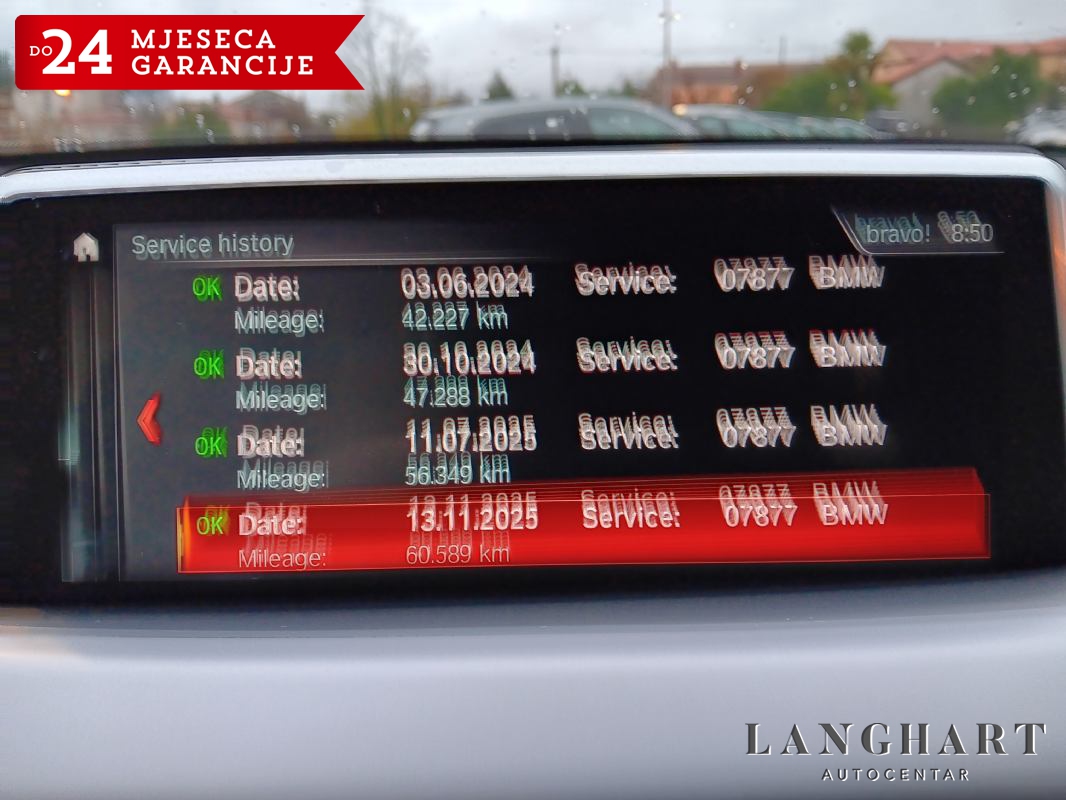 DO 24 MJESECA
GARANCIJE
Service history
bravo! 8:50
OK Date: 03.06.2024 Service: 07877 BMW
Mileage: 42.227 km
OK Date: 30.10.2024 Service: 07877 BMW
Mileage: 47.288 km
OK Date: 11.07.2025 Service: 07877 BMW
Mileage: 56.349 km
OK Date: 13.11.2025 Service: 07877 BMW
Mileage: 60.589 km
LANGHART
AUTOCENTAR